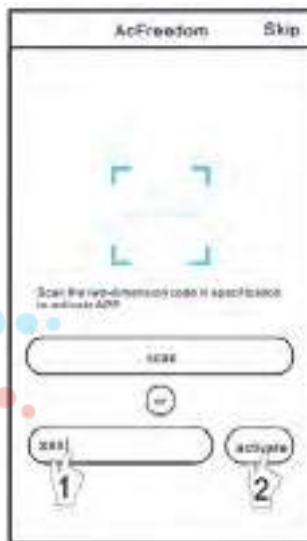 AcFreedom Skip
Scan the two-dimension code in specification
to activate APP
scan
or
xxx| activate
1 2